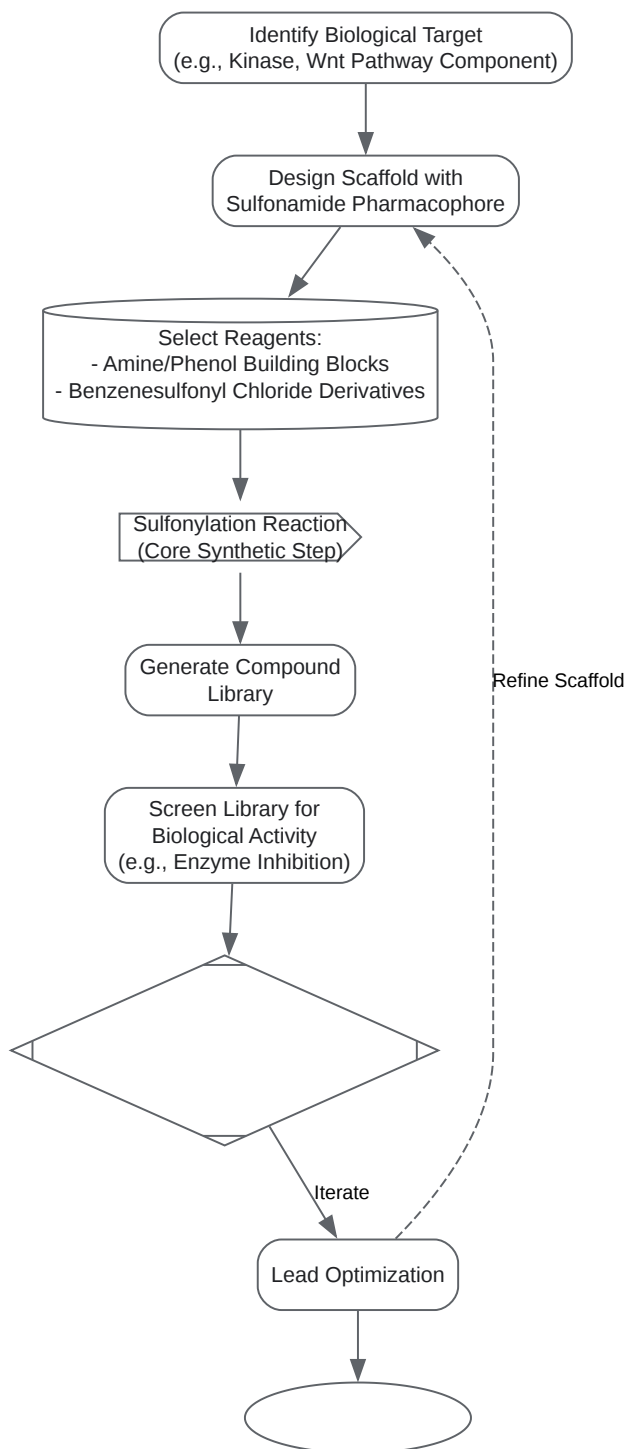 Identify Biological Target
(e.g., Kinase, Wnt Pathway Component)
Design Scaffold with
Sulfonamide Pharmacophore
Select Reagents:
- Amine/Phenol Building Blocks
- Benzenesulfonyl Chloride Derivatives
Sulfonylation Reaction
(Core Synthetic Step)
Generate Compound
Library
Refine Scaffold
Screen Library for
Biological Activity
(e.g., Enzyme Inhibition)
Iterate
Lead Optimization